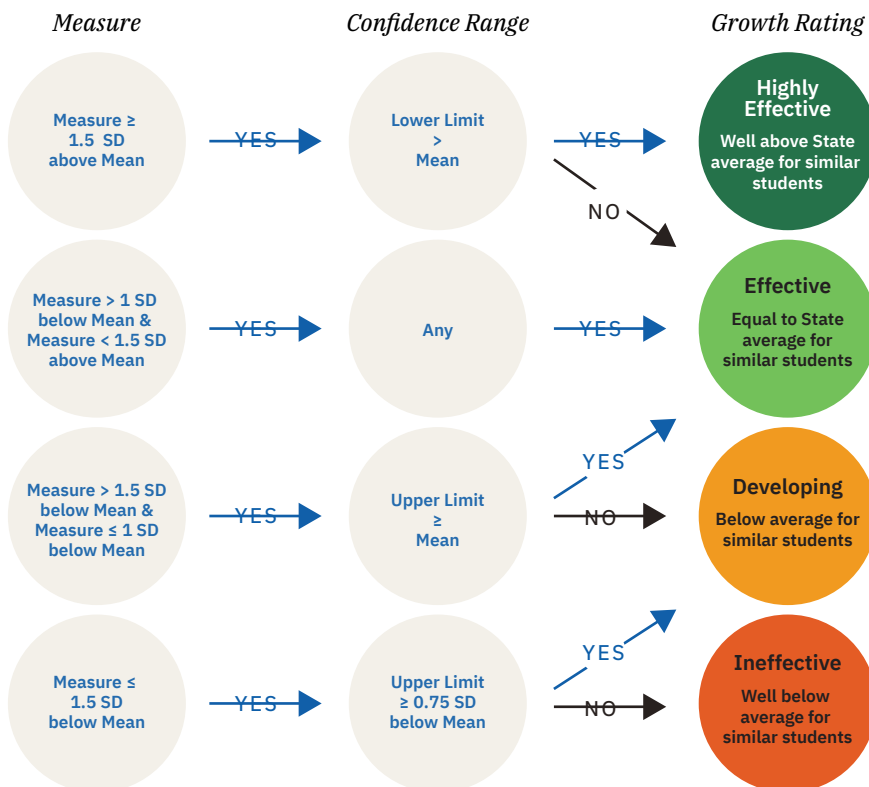 Measure
Confidence Range
Growth Rating
Measure ≥
1.5 SD
above Mean
YES
Lower Limit
>
Mean
YES
NO
Highly
Effective
Well above State
average for similar
students
Measure > 1 SD
below Mean &
Measure < 1.5 SD
above Mean
YES
Any
YES
Effective
Equal to State
average for
similar students
Measure > 1.5 SD
below Mean &
Measure ≤ 1 SD
below Mean
YES
Upper Limit
≥
Mean
YES
NO
Developing
Below average for
similar students
Measure ≤
1.5 SD
below Mean
YES
Upper Limit
≥ 0.75 SD
below Mean
YES
NO
Ineffective
Well below
average for
similar students